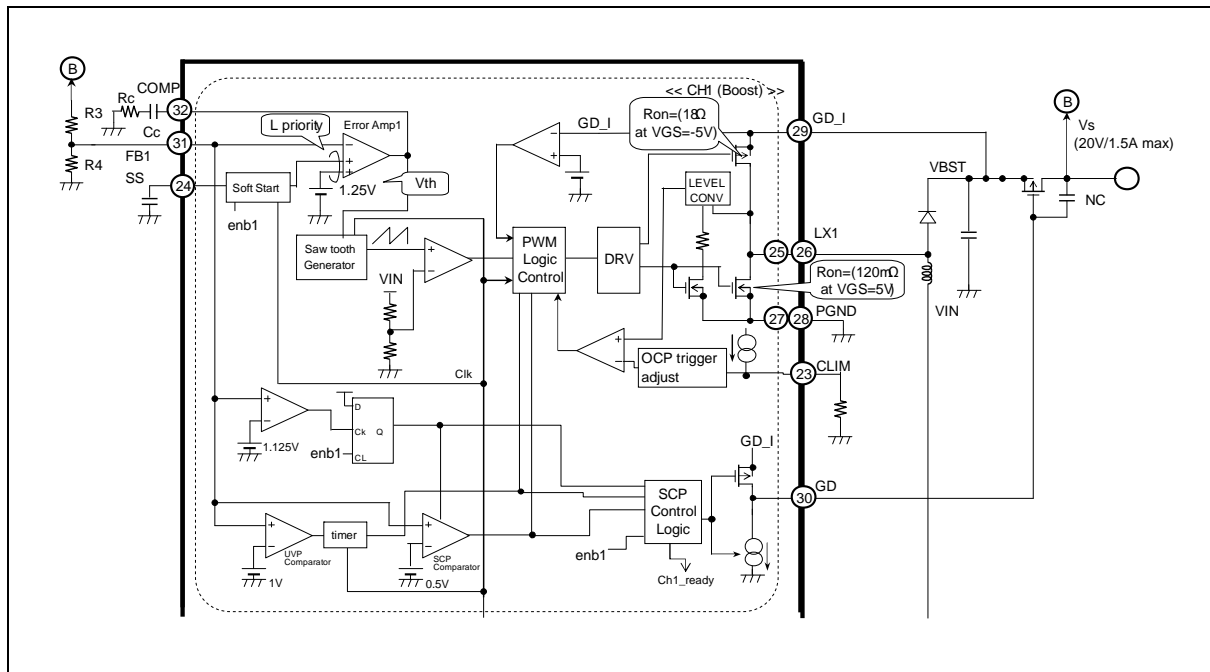 B
COMP
Rc
32
R3
Cc
31
R4
FB1
SS
24
L priority
Error Amp1
1.25V
Vth
Soft Start
enb1
<< CH1 (Boost) >>
Ron=(18Ω
at VGS=-5V)
GD_I
29
GD_I
B
Vs
(20V/1.5A max)
VBST
NC
LEVEL
CONV
Saw tooth
Generator
VIN
PWM
Logic
Control
DRV
25
26
LX1
Ron=(120mΩ
at VGS=5V)
VIN
27
28
PGND
OCP trigger
adjust
23
CLIM
Clk
1.125V
D
Ck
Q
CL
enb1
GD_I
30
GD
SCP
Control
Logic
timer
UVP
Comparator
1V
SCP
Comparator
0.5V
enb1
Ch1_ready